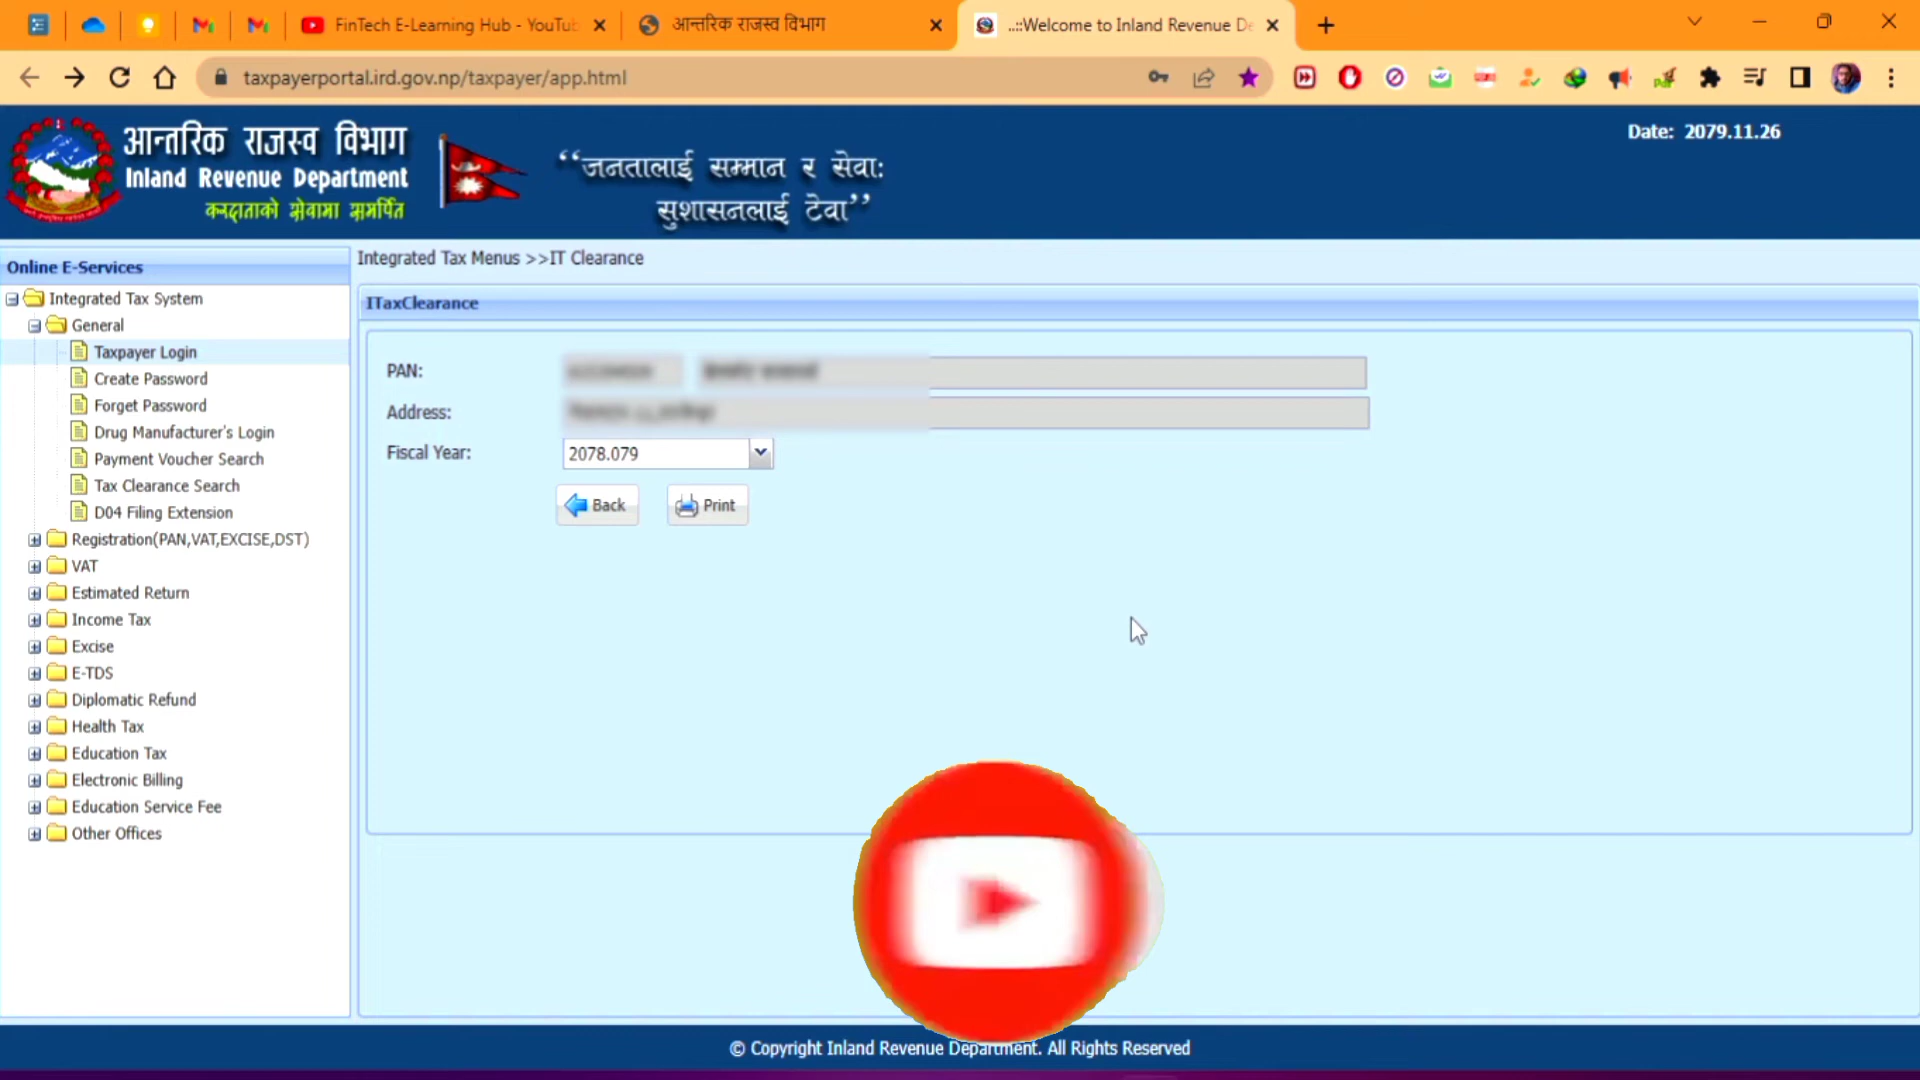 FinTech E-Learning Hub - YouTub
आन्तरिक राजस्व विभाग
..::Welcome to Inland Revenue De
taxpayerportal.ird.gov.np/taxpayer/app.html
आन्तरिक राजस्व विभाग
Inland Revenue Department
करदाताको सेवामा समर्पित
“जनतालाई सम्मान र सेवा:
सुशासनलाई टेवा”
Date: 2079.11.26
Online E-Services
Integrated Tax System
General
Taxpayer Login
Create Password
Forget Password
Drug Manufacturer's Login
Payment Voucher Search
Tax Clearance Search
D04 Filing Extension
Registration(PAN,VAT,EXCISE,DST)
VAT
Estimated Return
Income Tax
Excise
E-TDS
Diplomatic Refund
Health Tax
Education Tax
Electronic Billing
Education Service Fee
Other Offices
Integrated Tax Menus >>IT Clearance
ITaxClearance
PAN:
Address:
Fiscal Year: 2078.079
Back Print
© Copyright Inland Revenue Department. All Rights Reserved